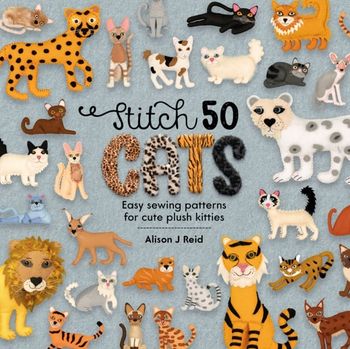 Stitch 50
CATS
Easy sewing patterns
for cute plush kitties
Alison J Reid